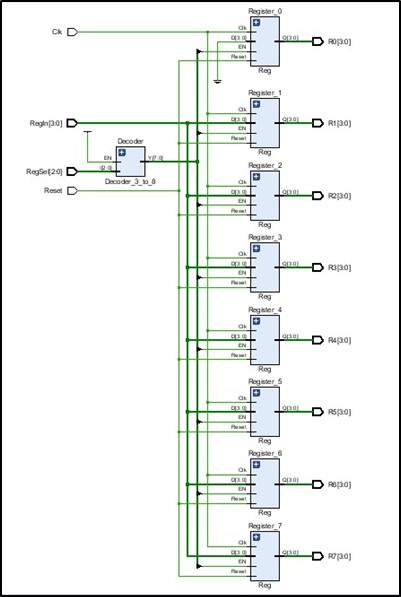 Register_0
Clk
Clk
D[3:0]
Q[3:0]
R0[3:0]
EN
Reset
Reg
Register_1
Clk
RegIn[3:0]
D[3:0]
Q[3:0]
R1[3:0]
EN
Reset
Reg
Decoder
EN
Y[7:0]
RegSel[2:0]
I[2:0]
Decoder_3_to_8
Reset
Register_2
Clk
D[3:0]
Q[3:0]
R2[3:0]
EN
Reset
Reg
Register_3
Clk
D[3:0]
Q[3:0]
R3[3:0]
EN
Reset
Reg
Register_4
Clk
D[3:0]
Q[3:0]
R4[3:0]
EN
Reset
Reg
Register_5
Clk
D[3:0]
Q[3:0]
R5[3:0]
EN
Reset
Reg
Register_6
Clk
D[3:0]
Q[3:0]
R6[3:0]
EN
Reset
Reg
Register_7
Clk
D[3:0]
Q[3:0]
R7[3:0]
EN
Reset
Reg